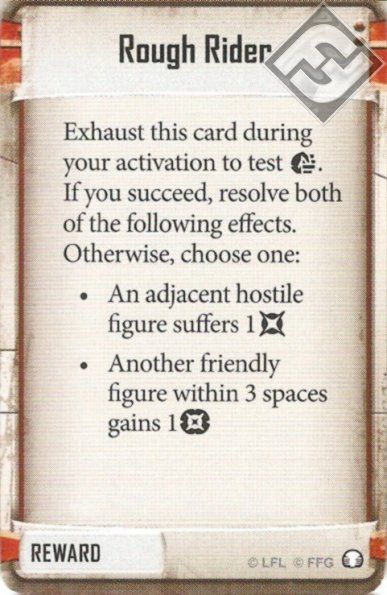 Rough Rider
Exhaust this card during
your activation to test .
If you succeed, resolve both
of the following effects.
Otherwise, choose one:
• An adjacent hostile
figure suffers 1
• Another friendly
figure within 3 spaces
gains 1
REWARD
© LFL © FFG